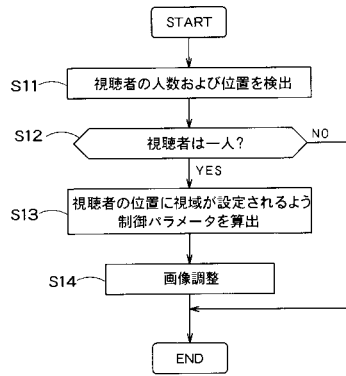 START
S11
視聴者の人数および位置を検出
S12
視聴者は一人?
NO
YES
S13
視聴者の位置に視域が設定されるよう
制御パラメータを算出
S14
画像調整
END